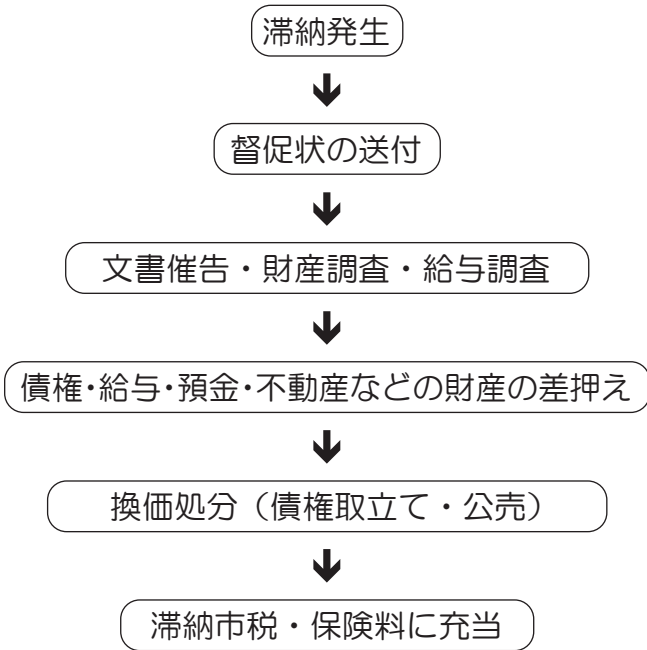 滞納発生
督促状の送付
文書催告・財産調査・給与調査
債権・給与・預金・不動産などの財産の差押え
換価処分（債権取立て・公売）
滞納市税・保険料に充当